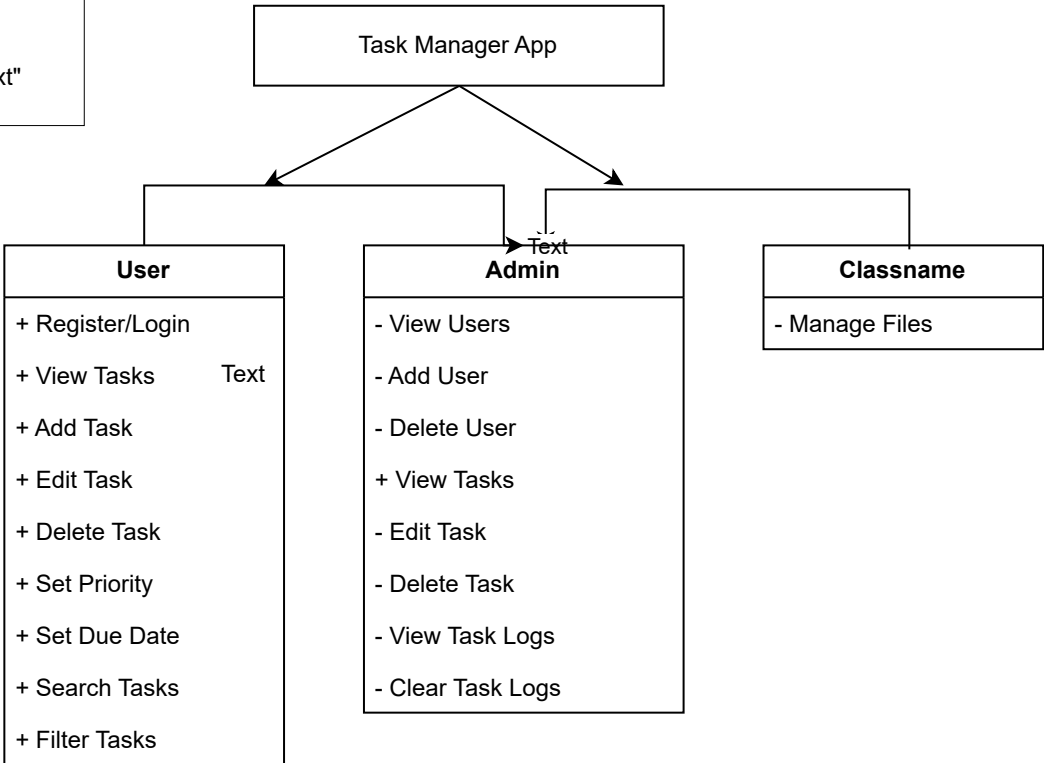 xt"
Task Manager App
Text
User
Admin
Classname
+ Register/Login
- View Users
- Manage Files
+ View Tasks
Text
- Add User
+ Add Task
- Delete User
+ Edit Task
+ View Tasks
+ Delete Task
- Edit Task
+ Set Priority
- Delete Task
+ Set Due Date
- View Task Logs
+ Search Tasks
- Clear Task Logs
+ Filter Tasks